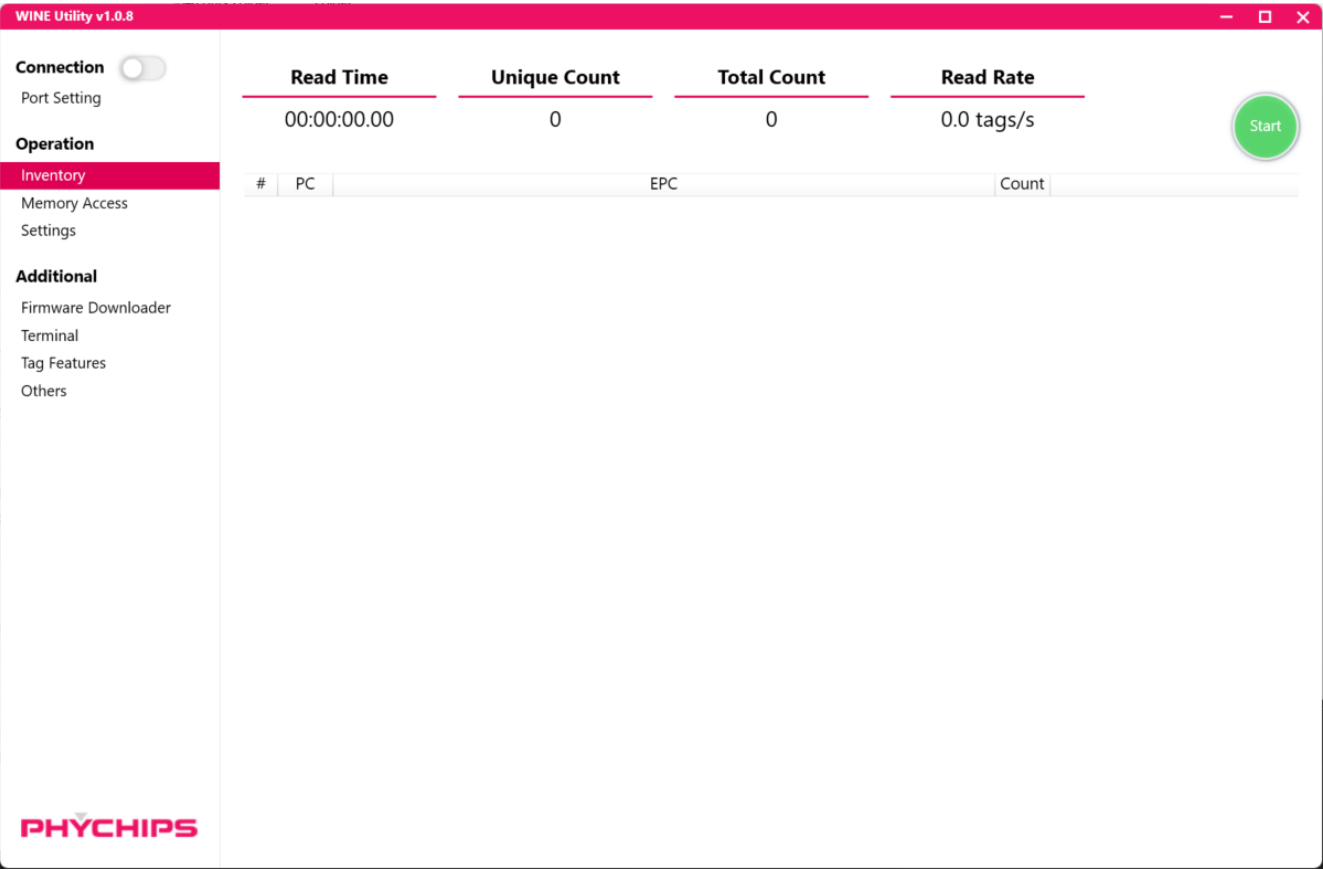 WINE Utility v1.0.8
Connection
Port Setting
Operation
Inventory
Memory Access
Settings
Additional
Firmware Downloader
Terminal
Tag Features
Others
PHYCHIPS
Read Time Unique Count Total Count Read Rate
00:00:00.00 0 0 0.0 tags/s
Start
# PC EPC Count